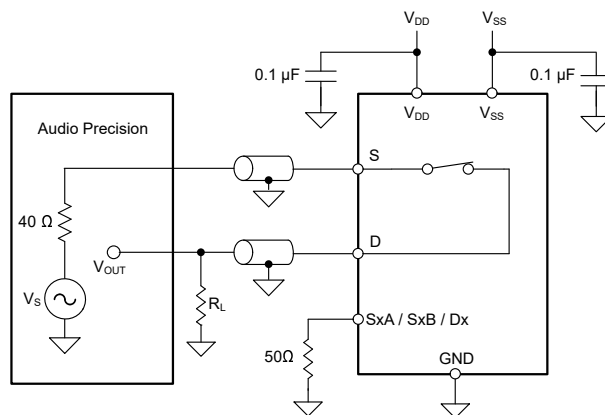 VDD
VSS
0.1 µF
0.1 µF
VDD
VSS
Audio Precision
S
40 Ω
VOUT
D
VS
RL
SxA / SxB / Dx
50Ω
GND